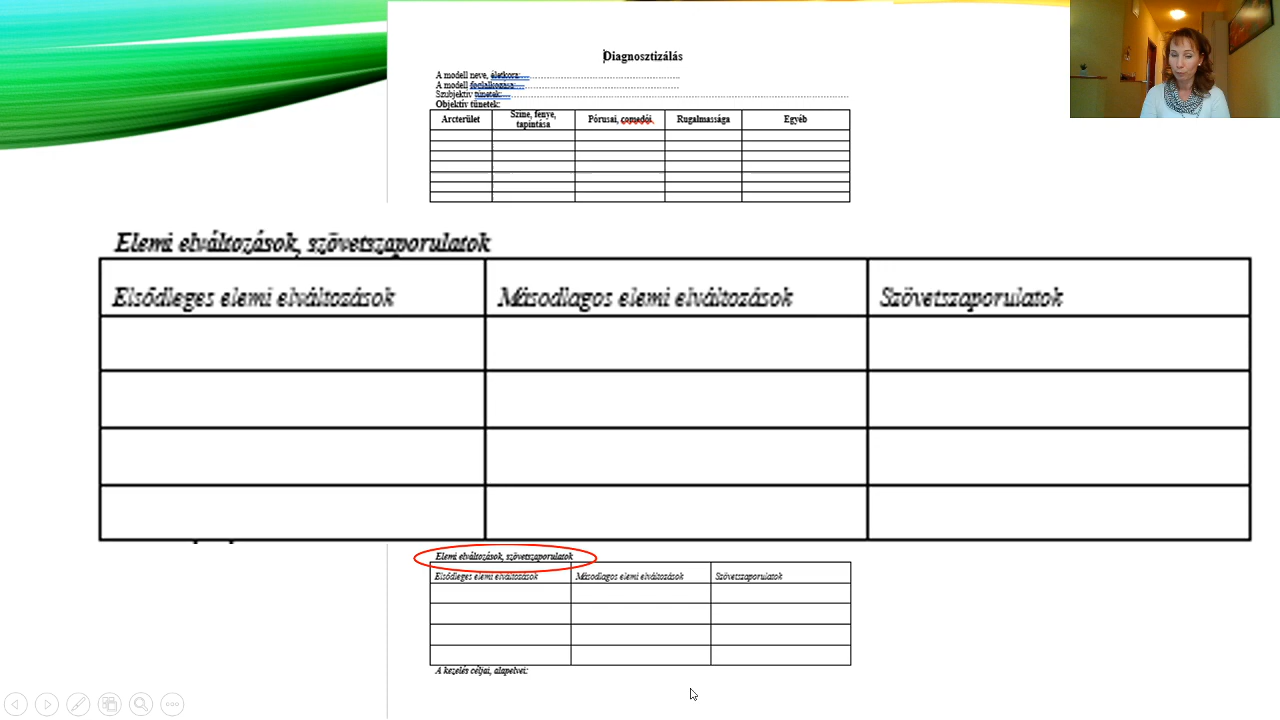 Diagnosztizálás
A modell neve, életkora:
A modell foglalkozása:
Szubjektív tünetek:
Objektív tünetek:
Arcterület Színe, fénye, tapintása Pórusai, comedói Rugalmassága Egyéb
Elemi elváltozások, szövetszaporulatok
Elsődleges elemi elváltozások Másodlagos elemi elváltozások Szövetszaporulatok
Elemi elváltozások, szövetszaporulatok
Elsődleges elemi elváltozások Másodlagos elemi elváltozások Szövetszaporulatok
A kezelés céljai, alapelvei: